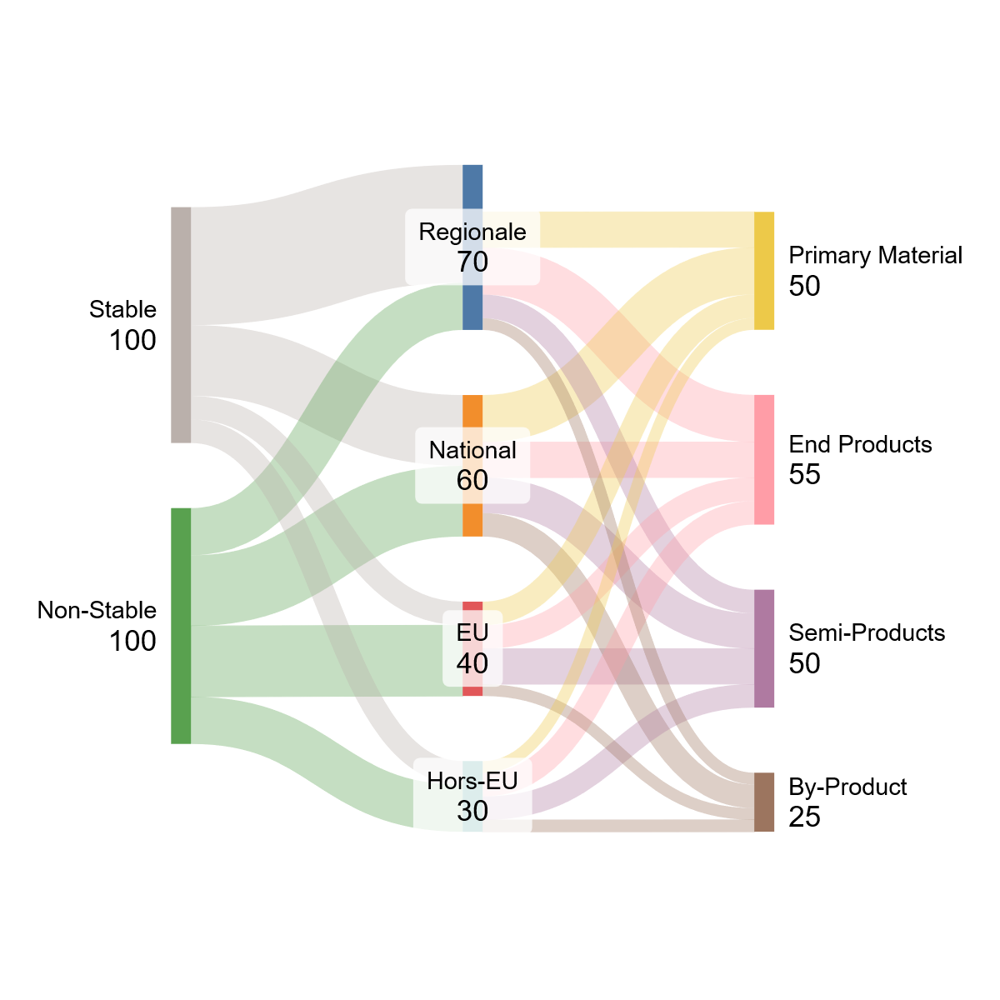 Stable
100
Non-Stable
100
Regionale
70
National
60
EU
40
Hors-EU
30
Primary Material
50
End Products
55
Semi-Products
50
By-Product
25